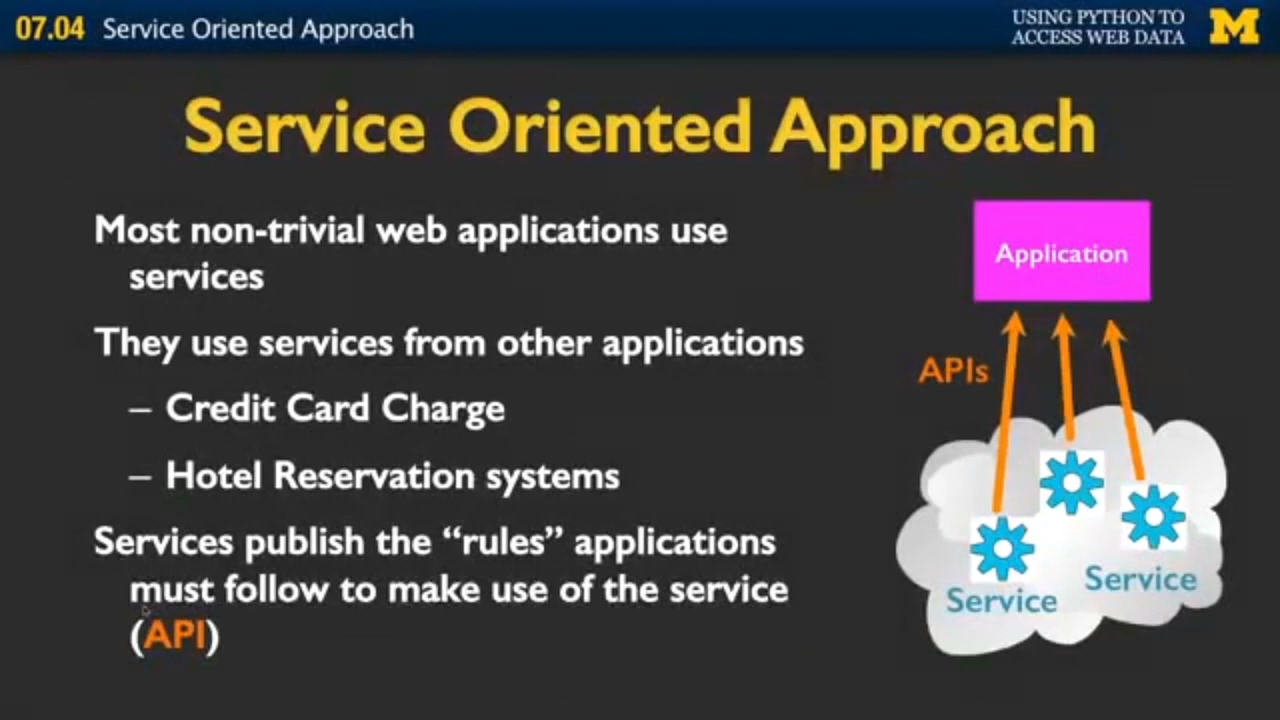 07.04 Service Oriented Approach
USING PYTHON TO
ACCESS WEB DATA
M
Service Oriented Approach
Most non-trivial web applications use
services
They use services from other applications
– Credit Card Charge
– Hotel Reservation systems
Services publish the “rules” applications
must follow to make use of the service
(API)
Application
APIs
Service
Service